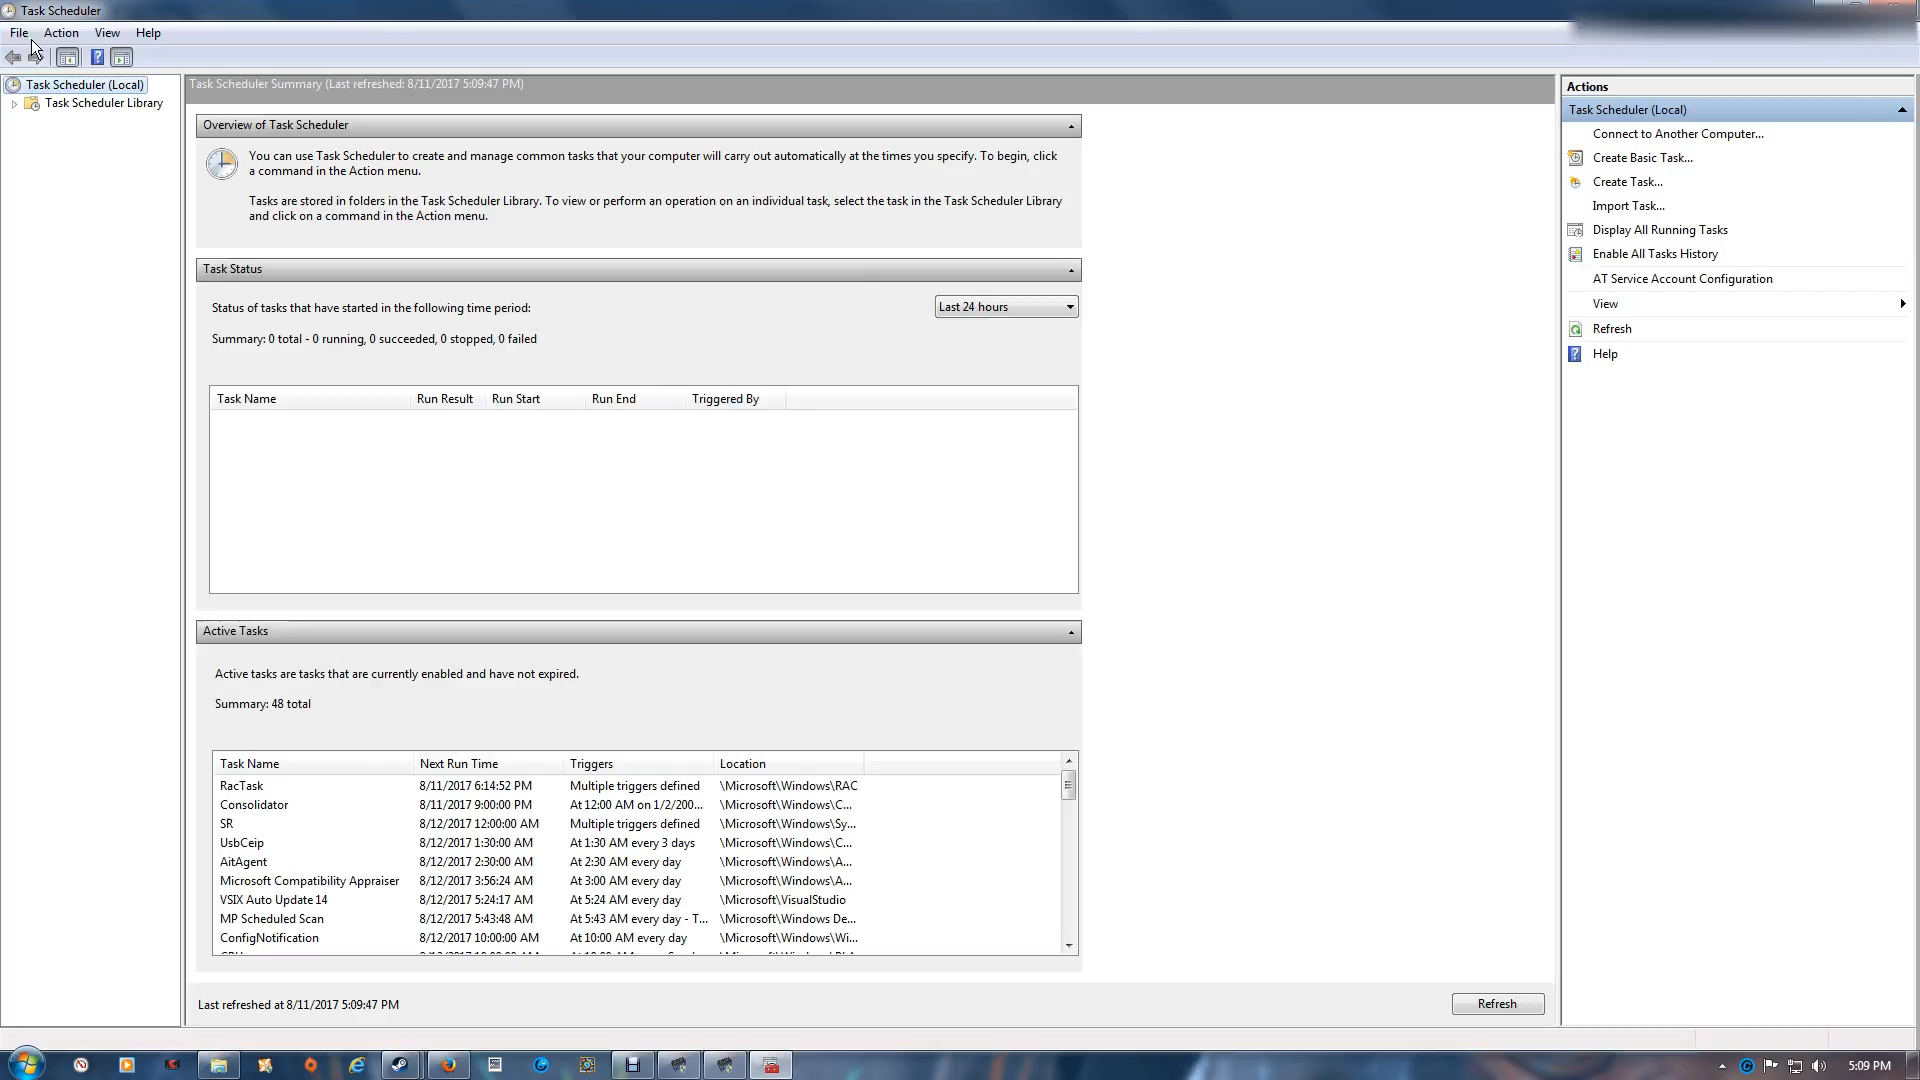 Task Scheduler
File Action View Help
Task Scheduler (Local)
Task Scheduler Library
Task Scheduler Summary (Last refreshed: 8/11/2017 5:09:47 PM)
Overview of Task Scheduler
You can use Task Scheduler to create and manage common tasks that your computer will carry out automatically at the times you specify. To begin, click
a command in the Action menu.
Tasks are stored in folders in the Task Scheduler Library. To view or perform an operation on an individual task, select the task in the Task Scheduler Library
and click on a command in the Action menu.
Task Status
Status of tasks that have started in the following time period:
Last 24 hours
Summary: 0 total - 0 running, 0 succeeded, 0 stopped, 0 failed
Task Name Run Result Run Start Run End Triggered By
Active Tasks
Active tasks are tasks that are currently enabled and have not expired.
Summary: 48 total
Task Name Next Run Time Triggers Location
RacTask 8/11/2017 6:14:52 PM Multiple triggers defined \Microsoft\Windows\RAC
Consolidator 8/11/2017 9:00:00 PM At 12:00 AM on 1/2/200... \Microsoft\Windows\C...
SR 8/12/2017 12:00:00 AM Multiple triggers defined \Microsoft\Windows\Sy...
UsbCeip 8/12/2017 1:30:00 AM At 1:30 AM every 3 days \Microsoft\Windows\C...
AitAgent 8/12/2017 2:30:00 AM At 2:30 AM every day \Microsoft\Windows\A...
Microsoft Compatibility Appraiser 8/12/2017 3:56:24 AM At 3:00 AM every day \Microsoft\Windows\A...
VSIX Auto Update 14 8/12/2017 5:24:17 AM At 5:24 AM every day \Microsoft\VisualStudio
MP Scheduled Scan 8/12/2017 5:43:48 AM At 5:43 AM every day - T... \Microsoft\Windows De...
ConfigNotification 8/12/2017 10:00:00 AM At 10:00 AM every day \Microsoft\Windows\Wi...
Last refreshed at 8/11/2017 5:09:47 PM
Refresh
Actions
Task Scheduler (Local)
Connect to Another Computer...
Create Basic Task...
Create Task...
Import Task...
Display All Running Tasks
Enable All Tasks History
AT Service Account Configuration
View
Refresh
Help
5:09 PM